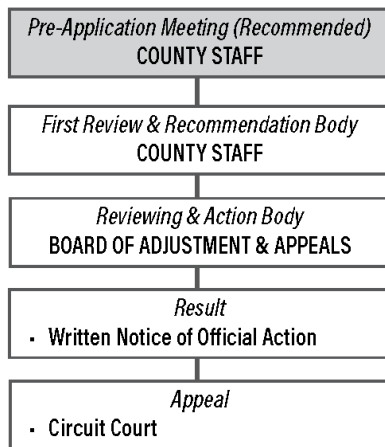 Pre-Application Meeting (Recommended)
COUNTY STAFF
First Review & Recommendation Body
COUNTY STAFF
Reviewing & Action Body
BOARD OF ADJUSTMENT & APPEALS
Result
· Written Notice of Official Action
Appeal
· Circuit Court